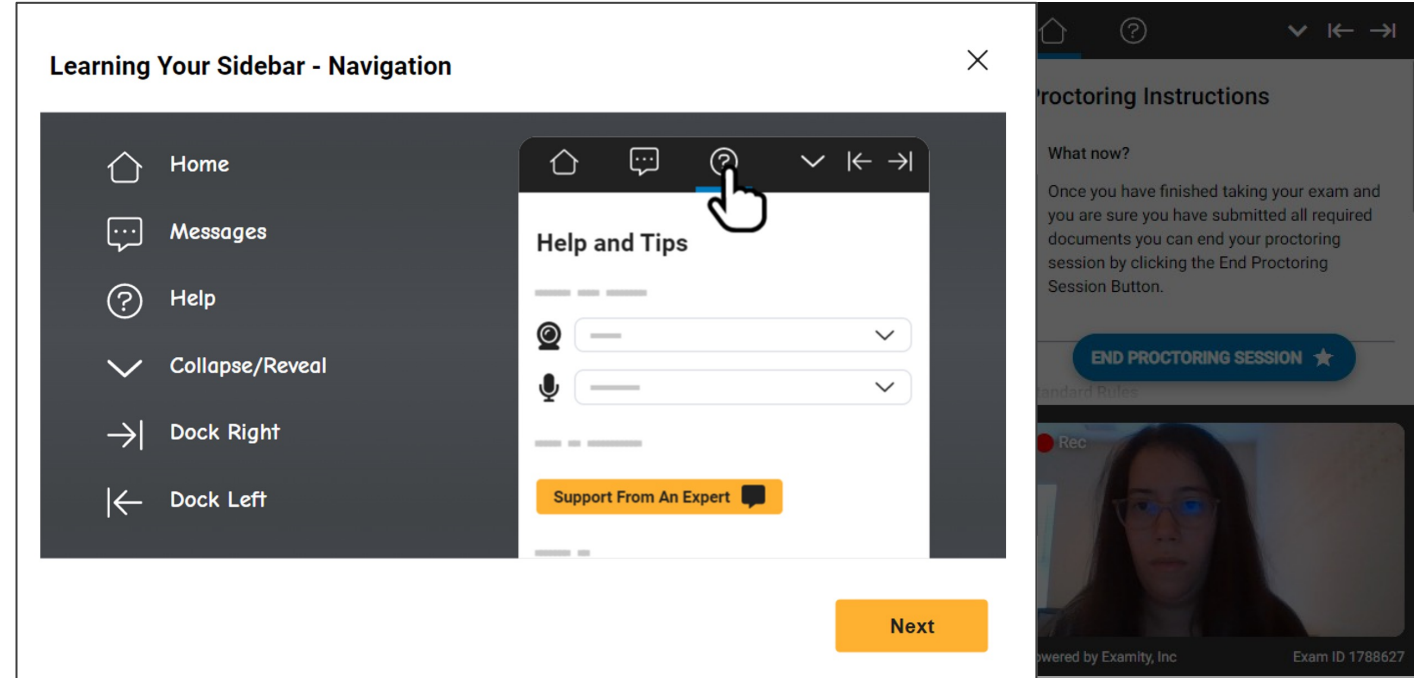 Learning Your Sidebar - Navigation
Home
Messages
Help
Collapse/Reveal
Dock Right
Dock Left
Help and Tips
Support From An Expert
Next
Proctoring Instructions
What now?
Once you have finished taking your exam and
you are sure you have submitted all required
documents you can end your proctoring
session by clicking the End Proctoring
Session Button.
END PROCTORING SESSION
Standard Rules
Rec
owered by Examity, Inc
Exam ID 1788627